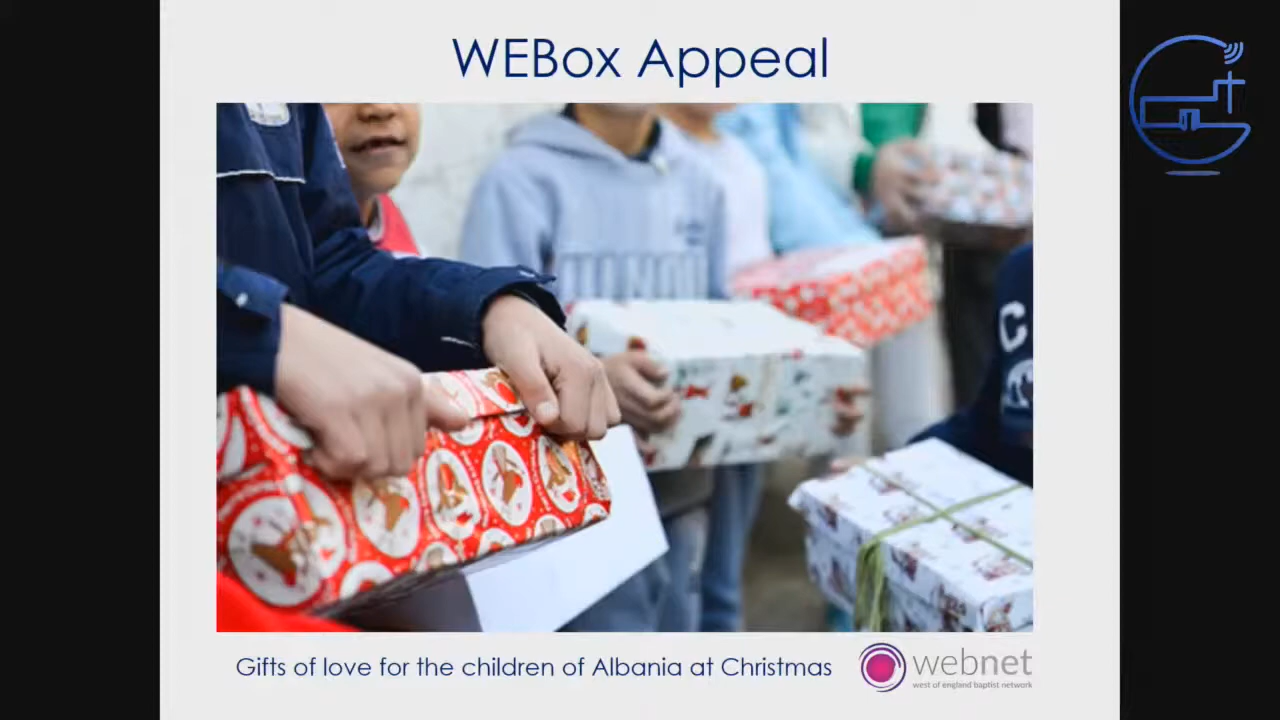 WEBox Appeal
C
Gifts of love for the children of Albania at Christmas
webnet
west of england baptist network